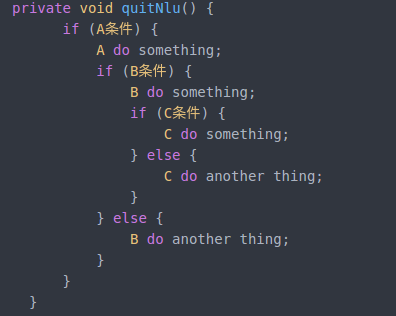 private void quitNlu() {
if (A条件) {
A do something;
if (B条件) {
B do something;
if (C条件) {
C do something;
} else {
C do another thing;
}
} else {
B do another thing;
}
}
}